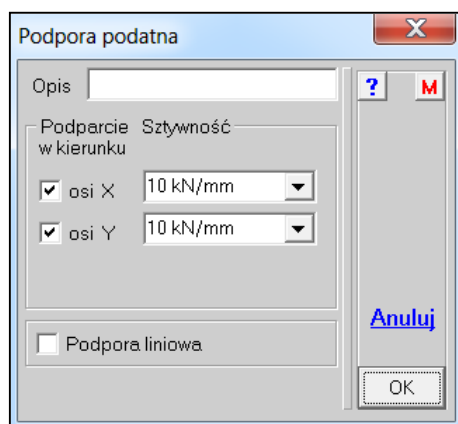 Podpora podatna
X
Opis
? M
Podparcie Sztywność
w kierunku
osi X 10 kN/mm
osi Y 10 kN/mm
Anuluj
Podpora liniowa
OK